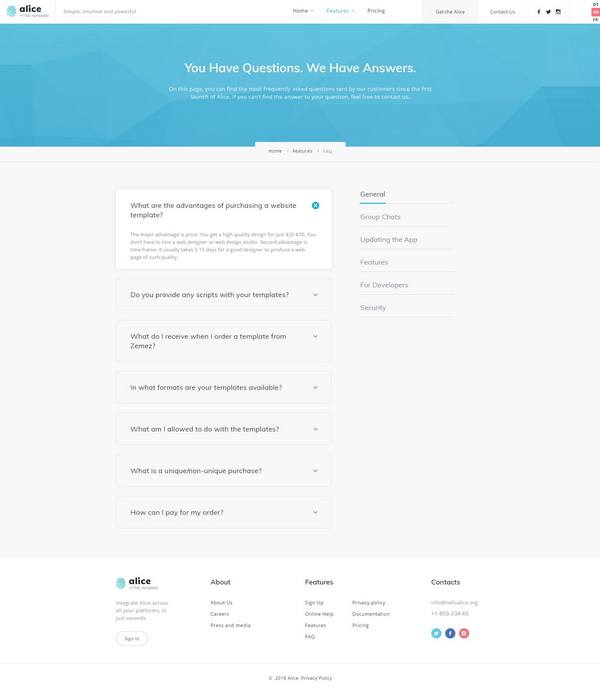 alice
HTML template
Simple, intuitive and powerful
Home
Features
Pricing
Get the Alice
Contact Us
DT
EN
FR
You Have Questions. We Have Answers.
On this page, you can find the most frequently asked questions sent by our customers since the first
launch of Alice. If you can't find the answer to your question, feel free to contact us.
Home / Features / FAQ
What are the advantages of purchasing a website
template?
The major advantage is price: You get a high quality design for just $20-$70. You
don't have to hire a web designer or web design studio. Second advantage is
time frame: It usually takes 5-15 days for a good designer to produce a web
page of such quality.
Do you provide any scripts with your templates?
What do I receive when I order a template from
Zemez?
In what formats are your templates available?
What am I allowed to do with the templates?
What is a unique/non-unique purchase?
How can I pay for my order?
General
Group Chats
Updating the App
Features
For Developers
Security
alice
HTML template
Integrate Alice across
all your platforms, in
just seconds
Sign in
About
About Us
Careers
Press and media
Features
Sign Up
Online Help
Features
FAQ
Privacy policy
Documentation
Pricing
Contacts
info@helloalice.org
+1-853-234-65
© 2018 Alice. Privacy Policy